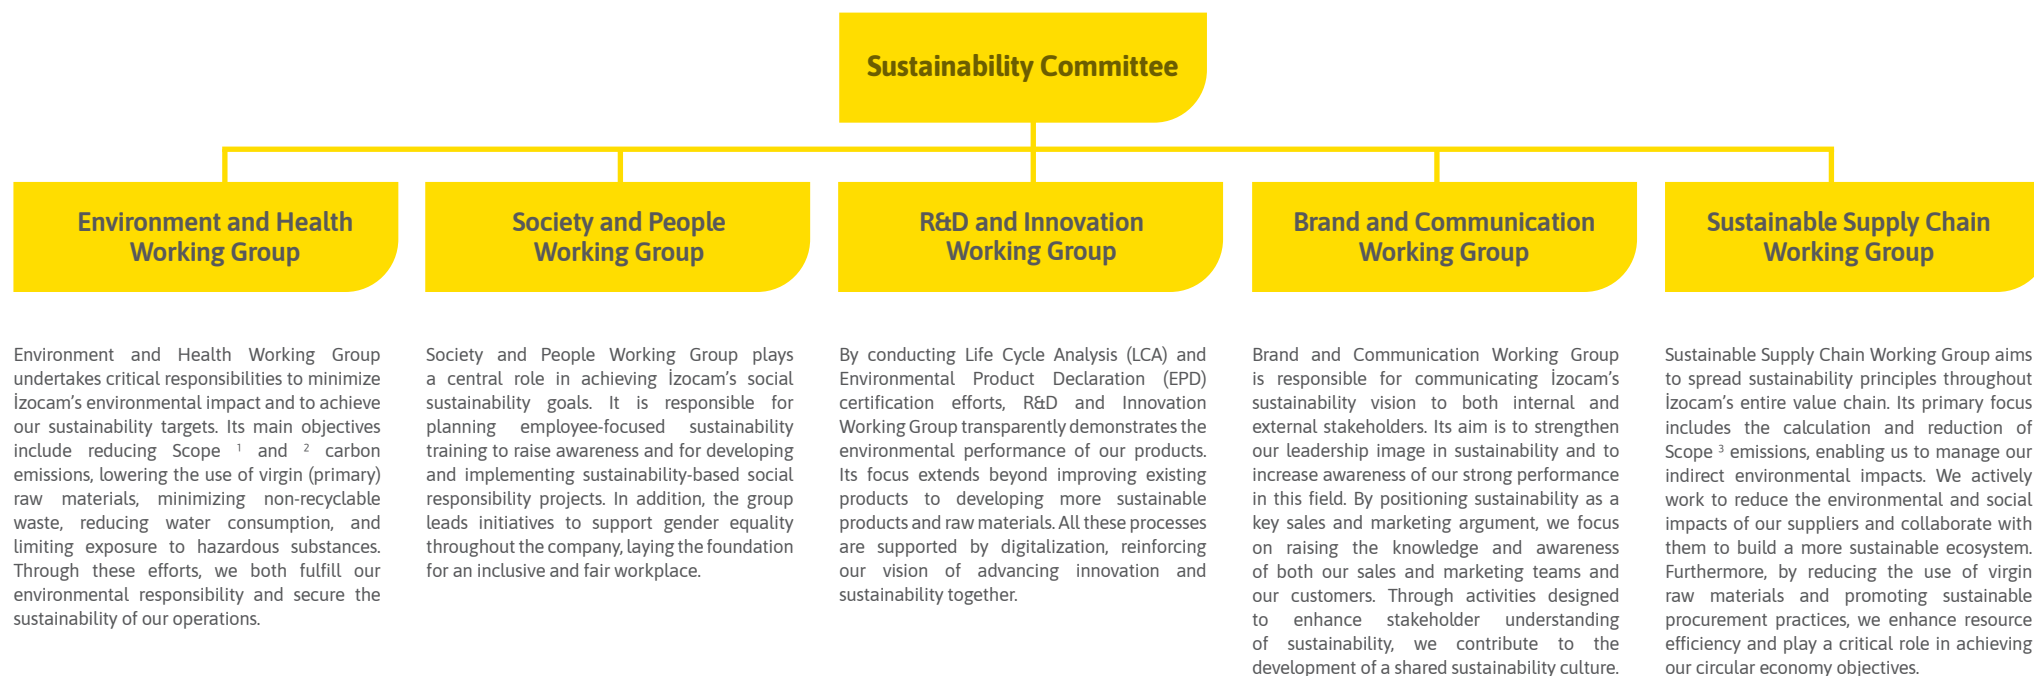 Sustainability Committee
Environment and Health
Working Group
Society and People
Working Group
R&D and Innovation
Working Group
Brand and Communication
Working Group
Sustainable Supply Chain
Working Group
Environment and Health Working Group
undertakes critical responsibilities to minimize
İzocam’s environmental impact and to achieve
our sustainability targets. Its main objectives
include reducing Scope ¹ and ² carbon
emissions, lowering the use of virgin (primary)
raw materials, minimizing non-recyclable
waste, reducing water consumption, and
limiting exposure to hazardous substances.
Through these efforts, we both fulfill our
environmental responsibility and secure the
sustainability of our operations.
Society and People Working Group plays
a central role in achieving İzocam’s social
sustainability goals. It is responsible for
planning employee-focused sustainability
training to raise awareness and for developing
and implementing sustainability-based social
responsibility projects. In addition, the group
leads initiatives to support gender equality
throughout the company, laying the foundation
for an inclusive and fair workplace.
By conducting Life Cycle Analysis (LCA) and
Environmental Product Declaration (EPD)
certification efforts, R&D and Innovation
Working Group transparently demonstrates the
environmental performance of our products.
Its focus extends beyond improving existing
products to developing more sustainable
products and raw materials. All these processes
are supported by digitalization, reinforcing
our vision of advancing innovation and
sustainability together.
Brand and Communication Working Group
is responsible for communicating İzocam’s
sustainability vision to both internal and
external stakeholders. Its aim is to strengthen
our leadership image in sustainability and to
increase awareness of our strong performance
in this field. By positioning sustainability as a
key sales and marketing argument, we focus
on raising the knowledge and awareness
of both our sales and marketing teams and
our customers. Through activities designed
to enhance stakeholder understanding
of sustainability, we contribute to the
development of a shared sustainability culture.
Sustainable Supply Chain Working Group aims
to spread sustainability principles throughout
İzocam’s entire value chain. Its primary focus
includes the calculation and reduction of
Scope ³ emissions, enabling us to manage our
indirect environmental impacts. We actively
work to reduce the environmental and social
impacts of our suppliers and collaborate with
them to build a more sustainable ecosystem.
Furthermore, by reducing the use of virgin
raw materials and promoting sustainable
procurement practices, we enhance resource
efficiency and play a critical role in achieving
our circular economy objectives.